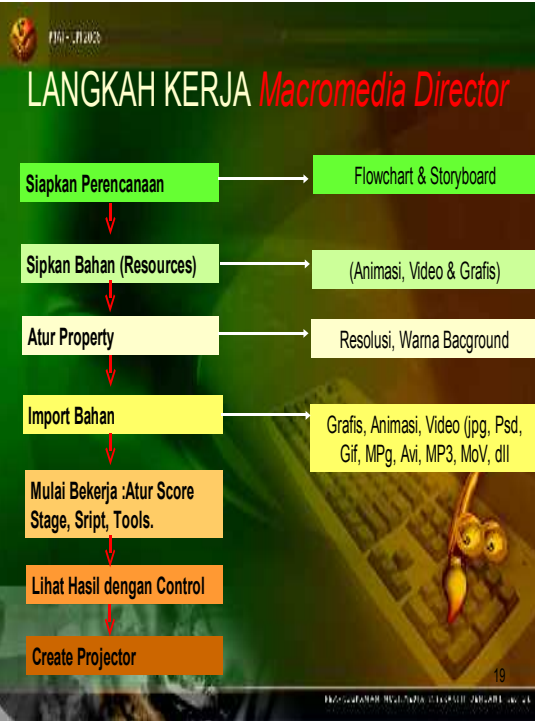 LANGKAH KERJA Macromedia Director
Siapkan Perencanaan
Flowchart & Storyboard
Sipkan Bahan (Resources)
(Animasi, Video & Grafis)
Atur Property
Resolusi, Warna Bacground
Import Bahan
Grafis, Animasi, Video (jpg, Psd,
Gif, MPg, Avi, MP3, MoV, dll
Mulai Bekerja :Atur Score
Stage, Sript, Tools.
Lihat Hasil dengan Control
Create Projector
19